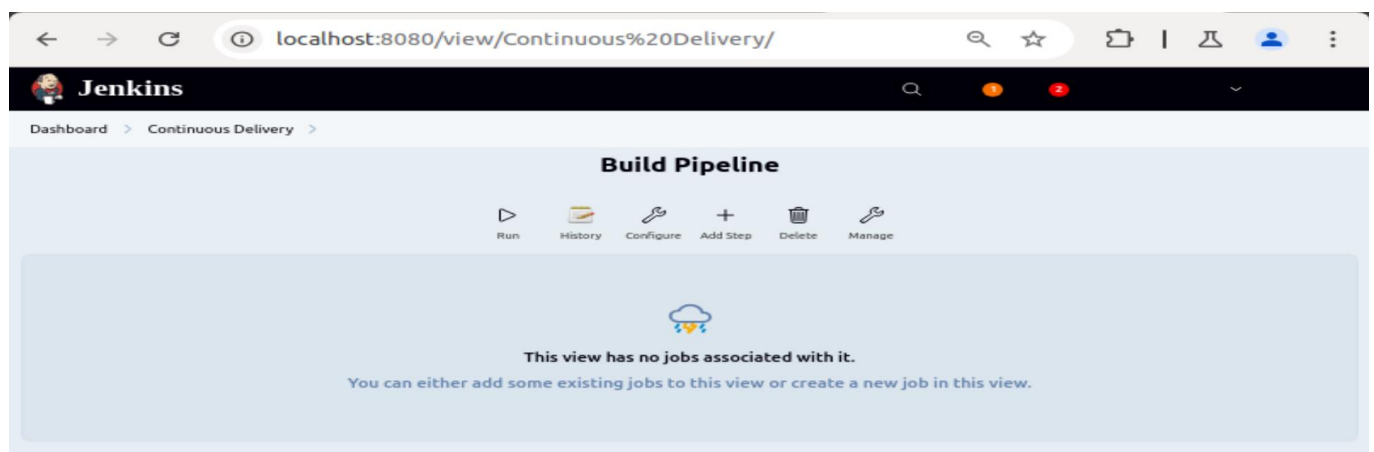 localhost:8080/view/Continuous%20Delivery/
Jenkins
1
2
Dashboard > Continuous Delivery >
Build Pipeline
Run History Configure Add Step Delete Manage
This view has no jobs associated with it.
You can either add some existing jobs to this view or create a new job in this view.